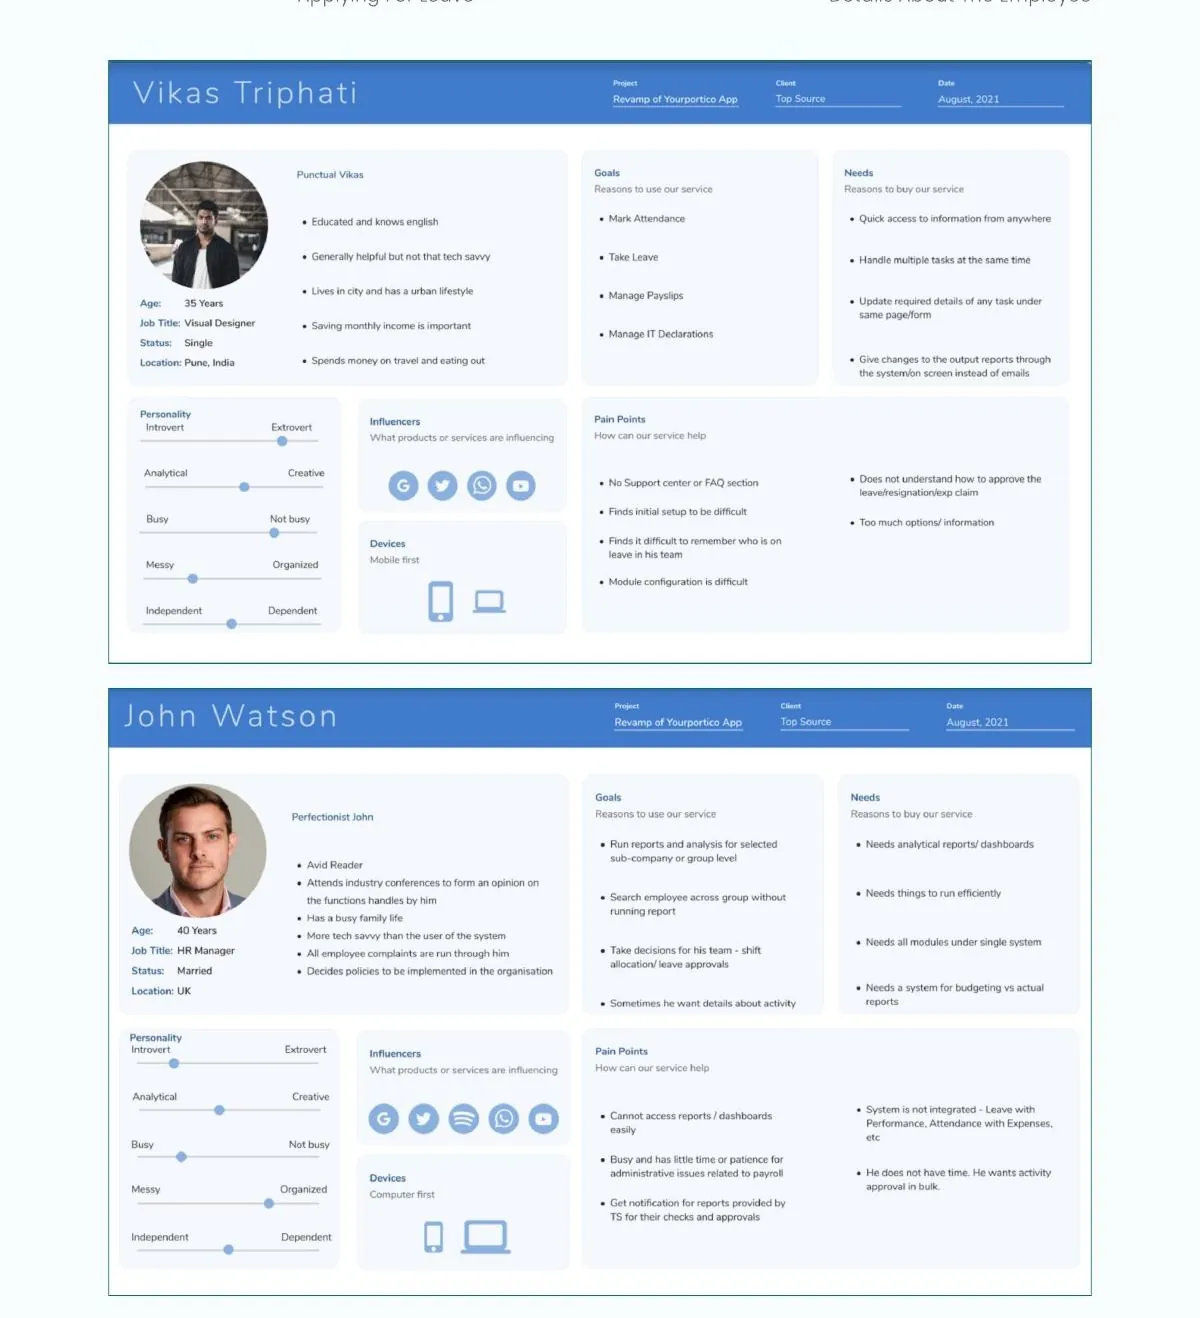 Applying For Leave
Details About The Employee
Vikas Triphati
Project
Revamp of Yourportico App
Client
Top Source
Date
August, 2021
Punctual Vikas
• Educated and knows english
• Generally helpful but not that tech savvy
• Lives in city and has a urban lifestyle
• Saving monthly income is important
• Spends money on travel and eating out
Age: 35 Years
Job Title: Visual Designer
Status: Single
Location: Pune, India
Goals
Reasons to use our service
• Mark Attendance
• Take Leave
• Manage Payslips
• Manage IT Declarations
Needs
Reasons to buy our service
• Quick access to information from anywhere
• Handle multiple tasks at the same time
• Update required details of any task under
same page/form
• Give changes to the output reports through
the system/on screen instead of emails
Personality
Introvert Extrovert
Analytical Creative
Busy Not busy
Messy Organized
Independent Dependent
Influencers
What products or services are influencing
Devices
Mobile first
Pain Points
How can our service help
• No Support center or FAQ section
• Finds initial setup to be difficult
• Finds it difficult to remember who is on
leave in his team
• Module configuration is difficult
• Does not understand how to approve the
leave/resignation/exp claim
• Too much options/ information
John Watson
Project
Revamp of Yourportico App
Client
Top Source
Date
August, 2021
Perfectionist John
• Avid Reader
• Attends industry conferences to form an opinion on
the functions handles by him
• Has a busy family life
• More tech savvy than the user of the system
• All employee complaints are run through him
• Decides policies to be implemented in the organisation
Age: 40 Years
Job Title: HR Manager
Status: Married
Location: UK
Goals
Reasons to use our service
• Run reports and analysis for selected
sub-company or group level
• Search employee across group without
running report
• Take decisions for his team - shift
allocation/ leave approvals
• Sometimes he want details about activity
Needs
Reasons to buy our service
• Needs analytical reports/ dashboards
• Needs things to run efficiently
• Needs all modules under single system
• Needs a system for budgeting vs actual
reports
Personality
Introvert Extrovert
Analytical Creative
Busy Not busy
Messy Organized
Independent Dependent
Influencers
What products or services are influencing
Devices
Computer first
Pain Points
How can our service help
• Cannot access reports / dashboards
easily
• Busy and has little time or patience for
administrative issues related to payroll
• Get notification for reports provided by
TS for their checks and approvals
• System is not integrated - Leave with
Performance, Attendance with Expenses,
etc
• He does not have time. He wants activity
approval in bulk.